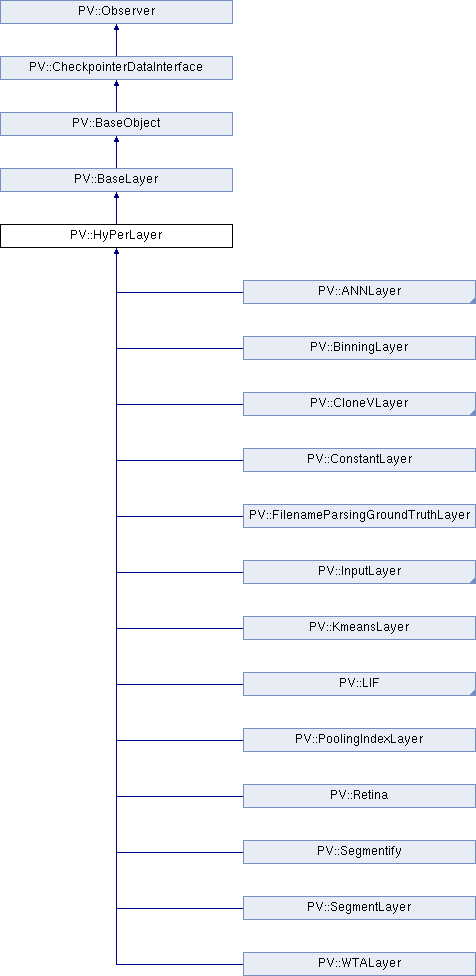 PV::Observer
PV::CheckpointerDataInterface
PV::BaseObject
PV::BaseLayer
PV::HyPerLayer
PV::ANNLayer
PV::BinningLayer
PV::CloneVLayer
PV::ConstantLayer
PV::FilenameParsingGroundTruthLayer
PV::InputLayer
PV::KmeansLayer
PV::LIF
PV::PoolingIndexLayer
PV::Retina
PV::Segmentify
PV::SegmentLayer
PV::WTALayer